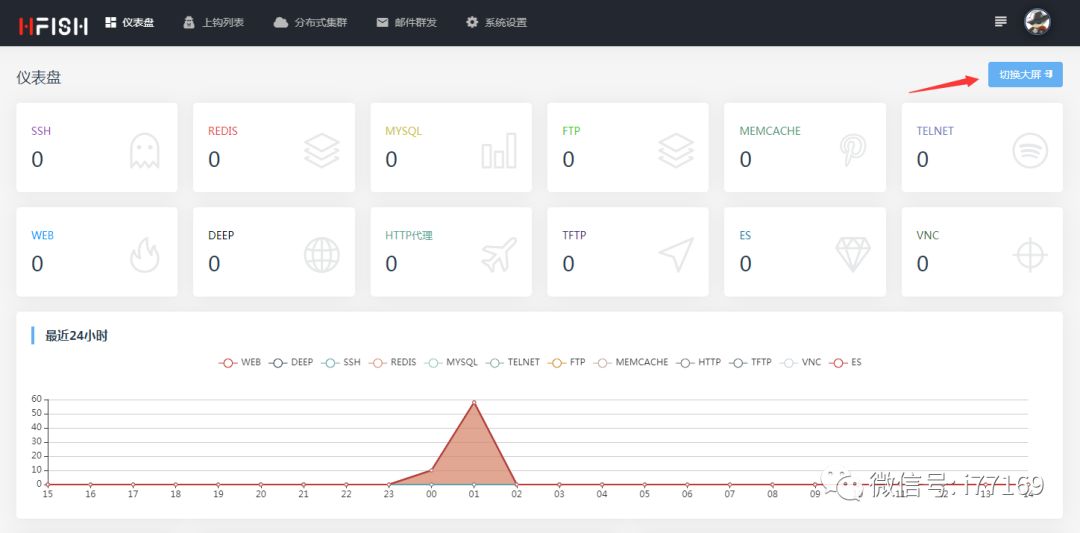 HFISH 仪表盘 上钩列表 分布式集群 邮件群发 系统设置
仪表盘 切换大屏
SSH REDIS MYSQL FTP MEMCACHE TELNET
0 0 0 0 0 0
WEB DEEP HTTP代理 TFTP ES VNC
0 0 0 0 0 0
最近24小时
WEB DEEP SSH REDIS MYSQL TELNET FTP MEMCACHE HTTP TFTP VNC ES
60
50
40
30
20
10
0
15 16 17 18 19 20 21 22 23 00 01 02 03 04 05 06 07 08 09 11 12 13 14
微信号: i77169